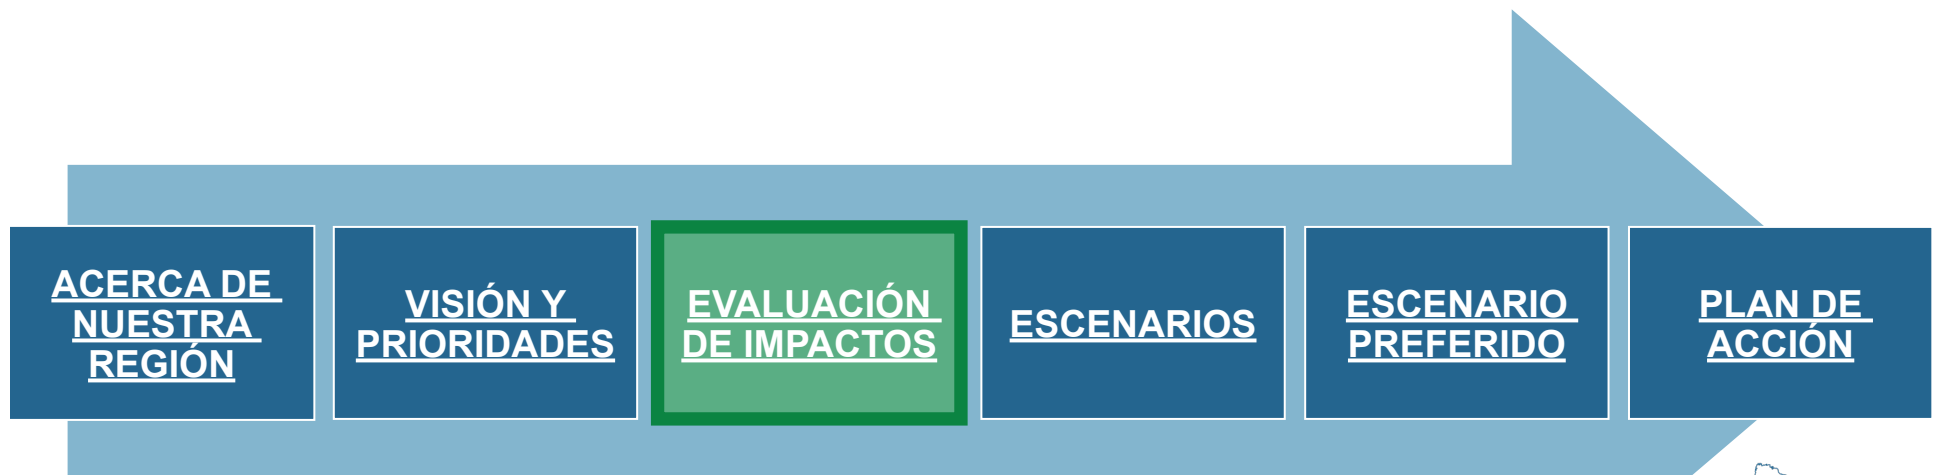 ACERCA DE
NUESTRA
REGIÓN
VISIÓN Y
PRIORIDADES
EVALUACIÓN
DE IMPACTOS
ESCENARIOS
ESCENARIO
PREFERIDO
PLAN DE
ACCIÓN